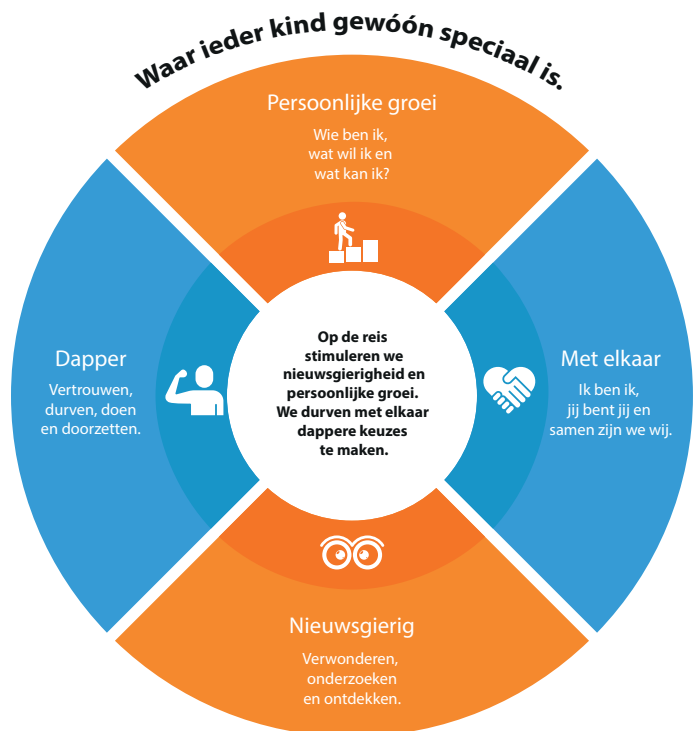 Waar ieder kind gewóón speciaal is.
Persoonlijke groei
Wie ben ik,
wat wil ik en
wat kan ik?
Dapper
Vertrouwen,
durven, doen
en doorzetten.
Op de reis
stimuleren we
nieuwsgierigheid en
persoonlijke groei.
We durven met elkaar
dappere keuzes
te maken.
Met elkaar
Ik ben ik,
jij bent jij en
samen zijn we wij.
Nieuwsgierig
Verwonderen,
onderzoeken
en ontdekken.